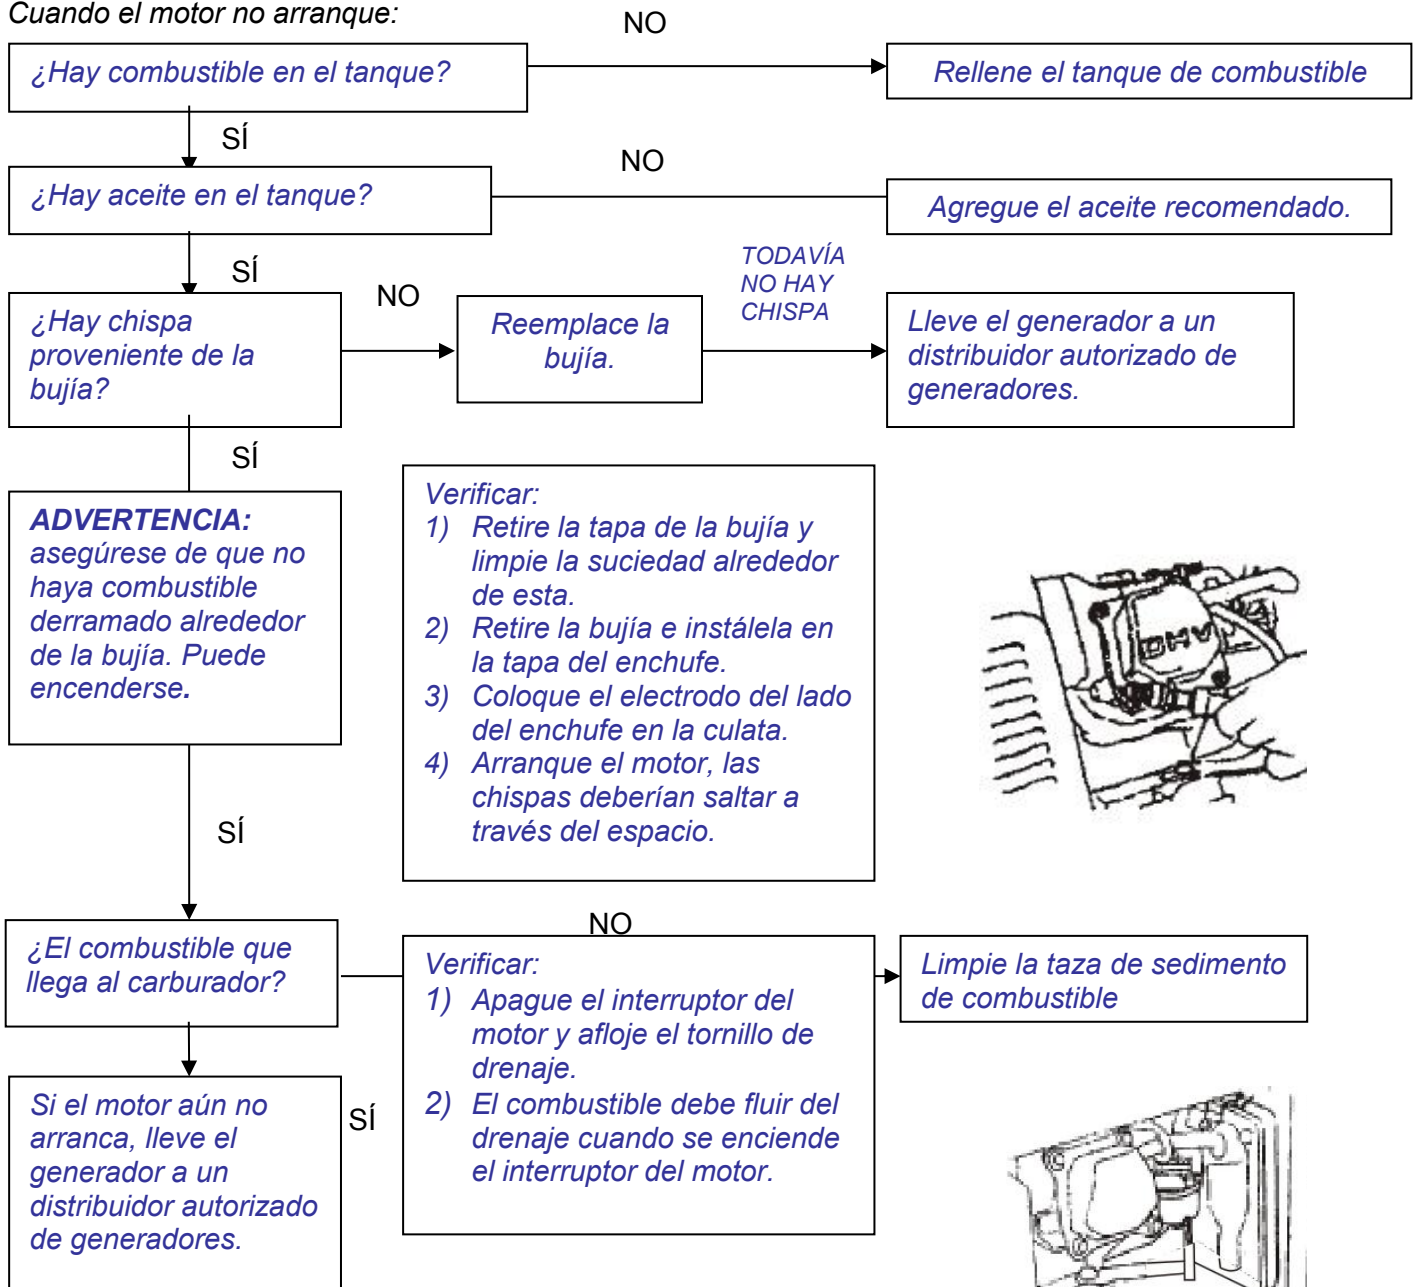 Cuando el motor no arranque:
NO
¿Hay combustible en el tanque?
Rellene el tanque de combustible
SÍ
NO
¿Hay aceite en el tanque?
Agregue el aceite recomendado.
SÍ
NO
TODAVÍA
NO HAY
CHISPA
¿Hay chispa
proveniente de la
bujía?
Reemplace la
bujía.
Lleve el generador a un
distribuidor autorizado de
generadores.
SÍ
ADVERTENCIA:
asegúrese de que no
haya combustible
derramado alrededor
de la bujía. Puede
encenderse.
Verificar:
1) Retire la tapa de la bujía y
limpie la suciedad alrededor
de esta.
2) Retire la bujía e instálela en
la tapa del enchufe.
3) Coloque el electrodo del lado
del enchufe en la culata.
4) Arranque el motor, las
chispas deberían saltar a
través del espacio.
OHV
SÍ
NO
¿El combustible que
llega al carburador?
Verificar:
1) Apague el interruptor del
motor y afloje el tornillo de
drenaje.
2) El combustible debe fluir del
drenaje cuando se enciende
el interruptor del motor.
Limpie la taza de sedimento
de combustible
SÍ
Si el motor aún no
arranca, lleve el
generador a un
distribuidor autorizado
de generadores.